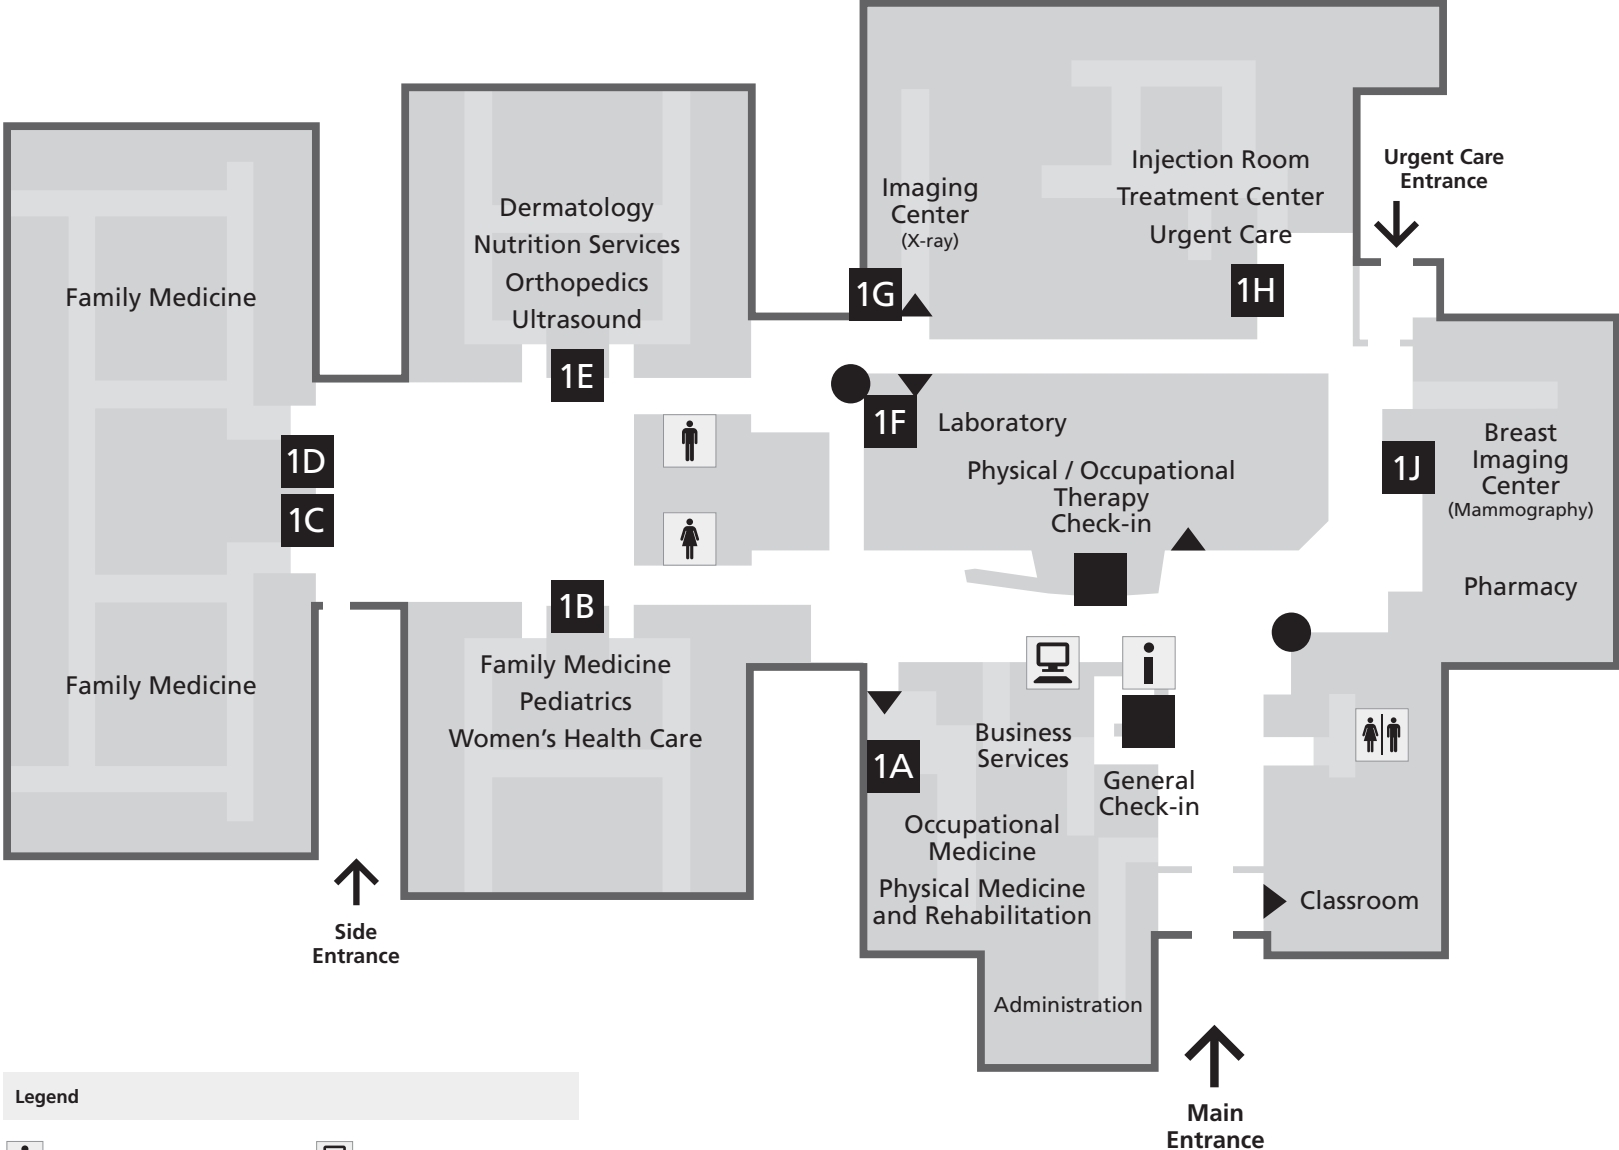 Family Medicine
1D
1C
Family Medicine
Dermatology
Nutrition Services
Orthopedics
Ultrasound
1E
1B
Family Medicine
Pediatrics
Women's Health Care
Side
Entrance
Imaging
Center
(X-ray)
1G
Injection Room
Treatment Center
Urgent Care
1H
Urgent Care
Entrance
1F
Laboratory
Physical / Occupational
Therapy
Check-in
1J
Breast
Imaging
Center
(Mammography)
Pharmacy
1A
Business
Services
General
Check-in
Occupational
Medicine
Physical Medicine
and Rehabilitation
Classroom
Administration
Main
Entrance
Legend